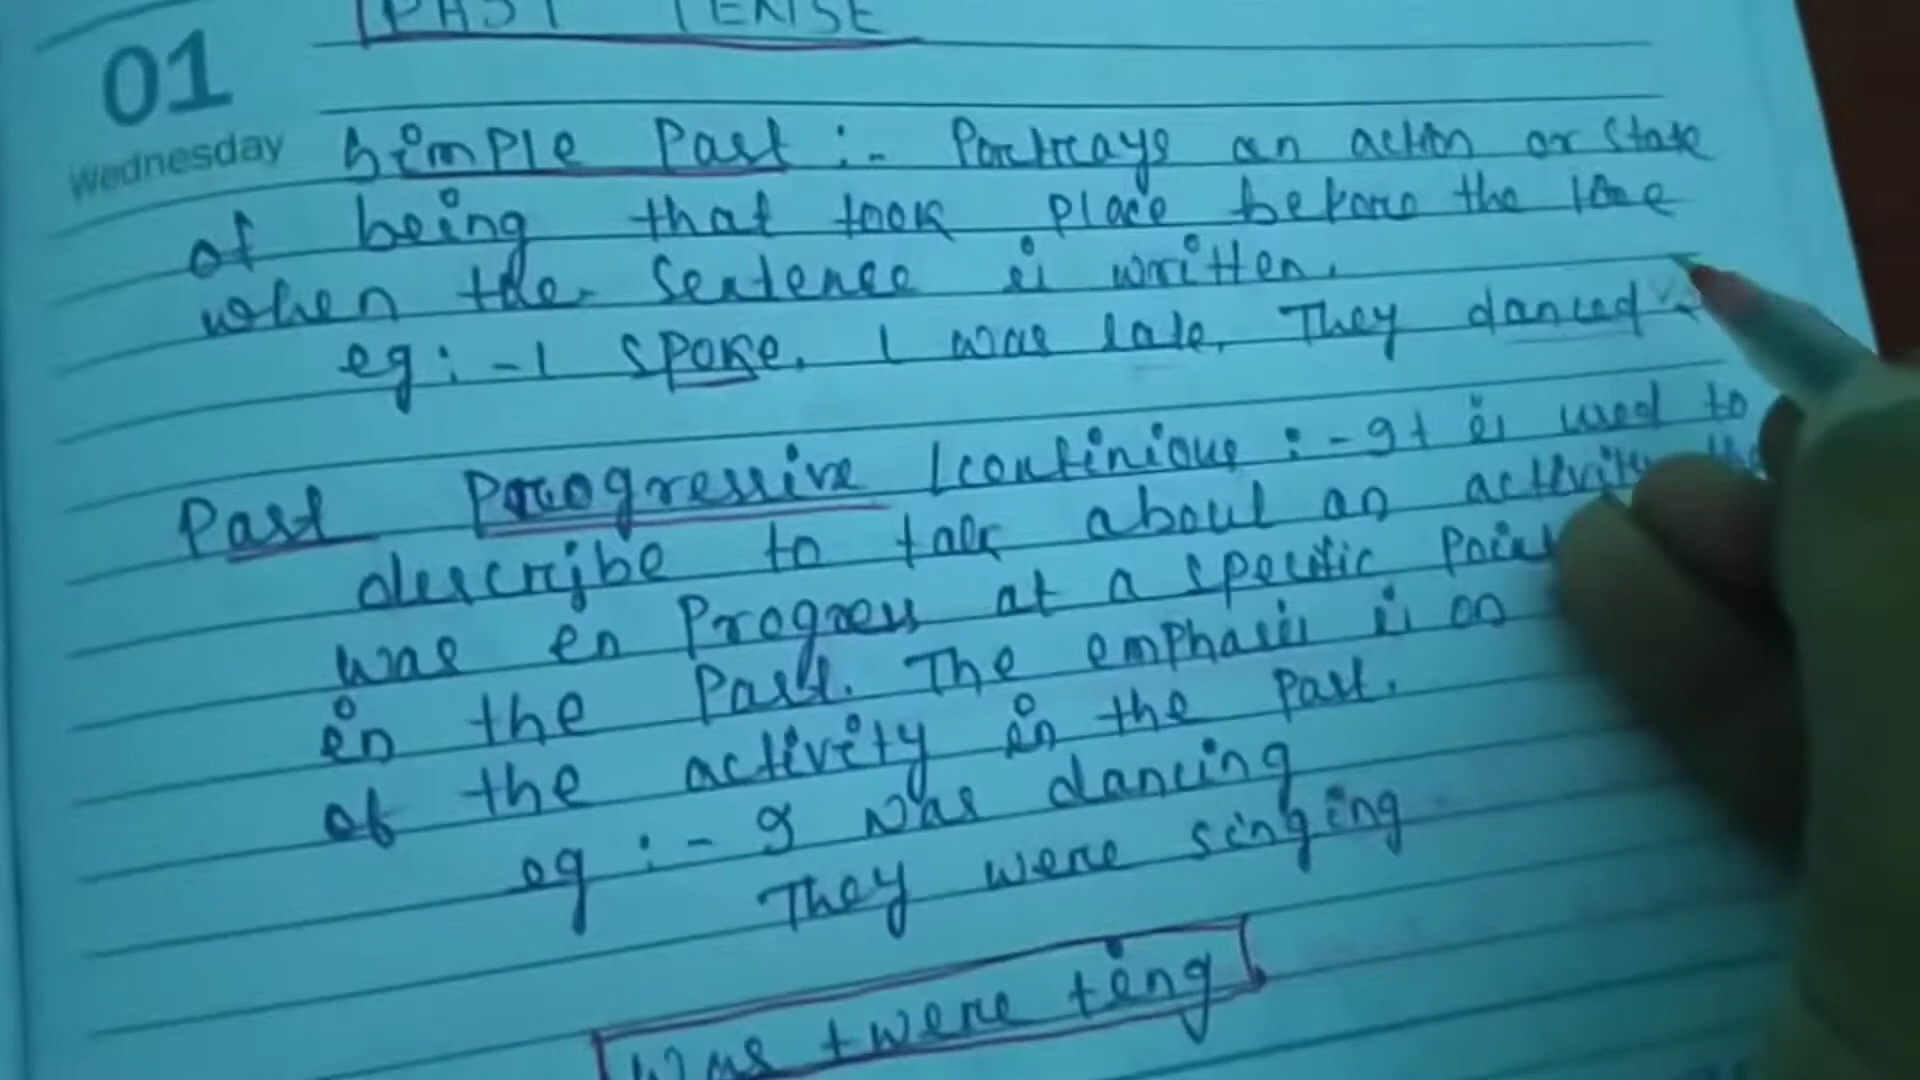 PAST TENSE
01
Wednesday
Simple Past :- Portrays an action or state
of being that took place before the time
when the sentence is written.
eg :- I spoke. I was late. They danced
Past Progressive / continious :- It is used to
describe to talk about an activity
was in progress at a specific point
in the past. The emphasis is on
of the activity in the past.
eg :- I was dancing
They were singing
was + were + ing